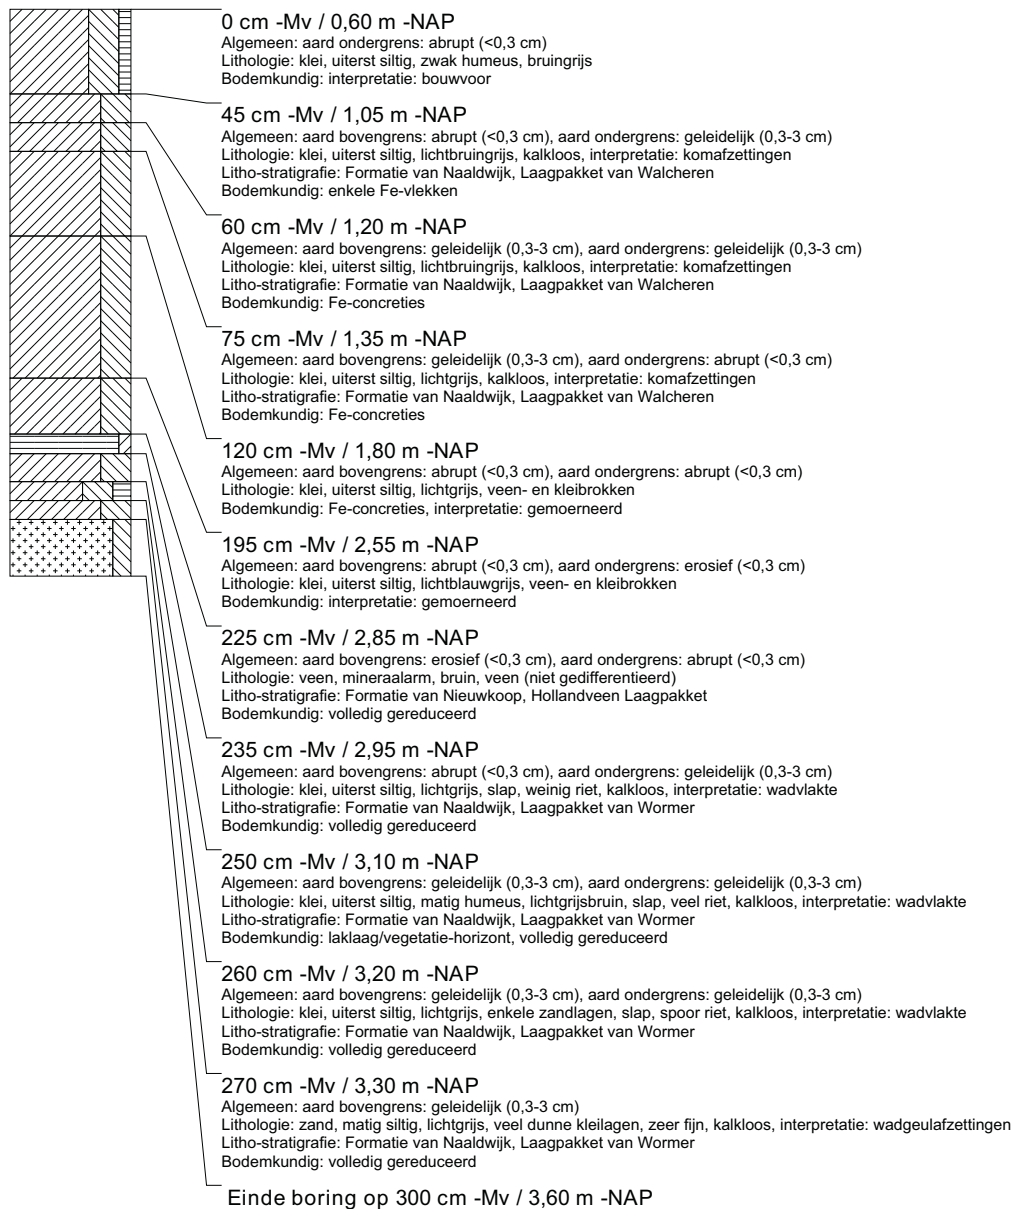 0 cm -Mv / 0,60 m -NAP
Algemeen: aard ondergrens: abrupt (<0,3 cm)
Lithologie: klei, uiterst siltig, zwak humeus, bruingrijs
Bodemkundig: interpretatie: bouwvoor
45 cm -Mv / 1,05 m -NAP
Algemeen: aard bovengrens: abrupt (<0,3 cm), aard ondergrens: geleidelijk (0,3-3 cm)
Lithologie: klei, uiterst siltig, lichtbruingrijs, kalkloos, interpretatie: komafzettingen
Litho-stratigrafie: Formatie van Naaldwijk, Laagpakket van Walcheren
Bodemkundig: enkele Fe-vlekken
60 cm -Mv / 1,20 m -NAP
Algemeen: aard bovengrens: geleidelijk (0,3-3 cm), aard ondergrens: geleidelijk (0,3-3 cm)
Lithologie: klei, uiterst siltig, lichtbruingrijs, kalkloos, interpretatie: komafzettingen
Litho-stratigrafie: Formatie van Naaldwijk, Laagpakket van Walcheren
Bodemkundig: Fe-concreties
75 cm -Mv / 1,35 m -NAP
Algemeen: aard bovengrens: geleidelijk (0,3-3 cm), aard ondergrens: abrupt (<0,3 cm)
Lithologie: klei, uiterst siltig, lichtgrijs, kalkloos, interpretatie: komafzettingen
Litho-stratigrafie: Formatie van Naaldwijk, Laagpakket van Walcheren
Bodemkundig: Fe-concreties
120 cm -Mv / 1,80 m -NAP
Algemeen: aard bovengrens: abrupt (<0,3 cm), aard ondergrens: abrupt (<0,3 cm)
Lithologie: klei, uiterst siltig, lichtgrijs, veen- en kleibrokken
Bodemkundig: Fe-concreties, interpretatie: gemoerneerd
195 cm -Mv / 2,55 m -NAP
Algemeen: aard bovengrens: abrupt (<0,3 cm), aard ondergrens: erosief (<0,3 cm)
Lithologie: klei, uiterst siltig, lichtblauwgrijs, veen- en kleibrokken
Bodemkundig: interpretatie: gemoerneerd
225 cm -Mv / 2,85 m -NAP
Algemeen: aard bovengrens: erosief (<0,3 cm), aard ondergrens: abrupt (<0,3 cm)
Lithologie: veen, mineraalarm, bruin, veen (niet gedifferentieerd)
Litho-stratigrafie: Formatie van Nieuwkoop, Hollandveen Laagpakket
Bodemkundig: volledig gereduceerd
235 cm -Mv / 2,95 m -NAP
Algemeen: aard bovengrens: abrupt (<0,3 cm), aard ondergrens: geleidelijk (0,3-3 cm)
Lithologie: klei, uiterst siltig, lichtgrijs, slap, weinig riet, kalkloos, interpretatie: wadvlakte
Litho-stratigrafie: Formatie van Naaldwijk, Laagpakket van Wormer
Bodemkundig: volledig gereduceerd
250 cm -Mv / 3,10 m -NAP
Algemeen: aard bovengrens: geleidelijk (0,3-3 cm), aard ondergrens: geleidelijk (0,3-3 cm)
Lithologie: klei, uiterst siltig, matig humeus, lichtgrijsbruin, slap, veel riet, kalkloos, interpretatie: wadvlakte
Litho-stratigrafie: Formatie van Naaldwijk, Laagpakket van Wormer
Bodemkundig: laklaag/vegetatie-horizont, volledig gereduceerd
260 cm -Mv / 3,20 m -NAP
Algemeen: aard bovengrens: geleidelijk (0,3-3 cm), aard ondergrens: geleidelijk (0,3-3 cm)
Lithologie: klei, uiterst siltig, lichtgrijs, enkele zandlagen, slap, spoor riet, kalkloos, interpretatie: wadvlakte
Litho-stratigrafie: Formatie van Naaldwijk, Laagpakket van Wormer
Bodemkundig: volledig gereduceerd
270 cm -Mv / 3,30 m -NAP
Algemeen: aard bovengrens: geleidelijk (0,3-3 cm)
Lithologie: zand, matig siltig, lichtgrijs, veel dunne kleilagen, zeer fijn, kalkloos, interpretatie: wadgeulafzettingen
Litho-stratigrafie: Formatie van Naaldwijk, Laagpakket van Wormer
Bodemkundig: volledig gereduceerd
Einde boring op 300 cm -Mv / 3,60 m -NAP